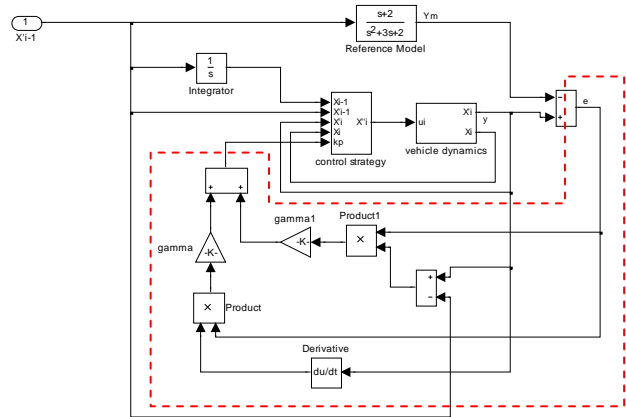 1
X'i-1
s+2
s²+3s+2
Reference Model
Ym
1
s
Integrator
Xi-1
X'i-1
X'i
Xi
kp
X''i
control strategy
ui
X'i
Xi
vehicle dynamics
y
−
+
e
+ +
gamma
-K-
gamma1
-K-
Product1
×
+
−
×
Product
Derivative
du/dt